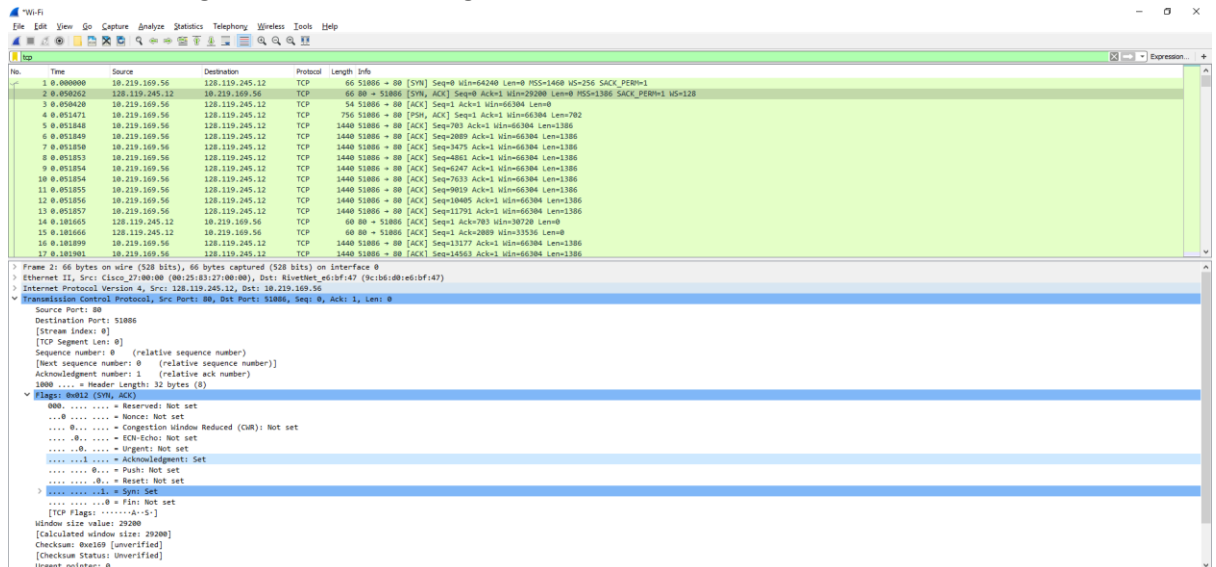 *Wi-Fi
File Edit View Go Capture Analyze Statistics Telephony Wireless Tools Help
tcp
Expression... +
No. Time Source Destination Protocol Length Info
1 0.000000 10.219.169.56 128.119.245.12 TCP 66 51086 → 80 [SYN] Seq=0 Win=64240 Len=0 MSS=1460 WS=256 SACK_PERM=1
2 0.050262 128.119.245.12 10.219.169.56 TCP 66 80 → 51086 [SYN, ACK] Seq=0 Ack=1 Win=29200 Len=0 MSS=1386 SACK_PERM=1 WS=128
3 0.050420 10.219.169.56 128.119.245.12 TCP 54 51086 → 80 [ACK] Seq=1 Ack=1 Win=66304 Len=0
4 0.051471 10.219.169.56 128.119.245.12 TCP 756 51086 → 80 [PSH, ACK] Seq=1 Ack=1 Win=66304 Len=702
5 0.051848 10.219.169.56 128.119.245.12 TCP 1440 51086 → 80 [ACK] Seq=703 Ack=1 Win=66304 Len=1386
6 0.051849 10.219.169.56 128.119.245.12 TCP 1440 51086 → 80 [ACK] Seq=2089 Ack=1 Win=66304 Len=1386
7 0.051850 10.219.169.56 128.119.245.12 TCP 1440 51086 → 80 [ACK] Seq=3475 Ack=1 Win=66304 Len=1386
8 0.051853 10.219.169.56 128.119.245.12 TCP 1440 51086 → 80 [ACK] Seq=4861 Ack=1 Win=66304 Len=1386
9 0.051854 10.219.169.56 128.119.245.12 TCP 1440 51086 → 80 [ACK] Seq=6247 Ack=1 Win=66304 Len=1386
10 0.051854 10.219.169.56 128.119.245.12 TCP 1440 51086 → 80 [ACK] Seq=7633 Ack=1 Win=66304 Len=1386
11 0.051855 10.219.169.56 128.119.245.12 TCP 1440 51086 → 80 [ACK] Seq=9019 Ack=1 Win=66304 Len=1386
12 0.051856 10.219.169.56 128.119.245.12 TCP 1440 51086 → 80 [ACK] Seq=10405 Ack=1 Win=66304 Len=1386
13 0.051857 10.219.169.56 128.119.245.12 TCP 1440 51086 → 80 [ACK] Seq=11791 Ack=1 Win=66304 Len=1386
14 0.101665 128.119.245.12 10.219.169.56 TCP 60 80 → 51086 [ACK] Seq=1 Ack=703 Win=30720 Len=0
15 0.101666 128.119.245.12 10.219.169.56 TCP 60 80 → 51086 [ACK] Seq=1 Ack=2089 Win=33536 Len=0
16 0.101899 10.219.169.56 128.119.245.12 TCP 1440 51086 → 80 [ACK] Seq=13177 Ack=1 Win=66304 Len=1386
17 0.101901 10.219.169.56 128.119.245.12 TCP 1440 51086 → 80 [ACK] Seq=14563 Ack=1 Win=66304 Len=1386
Frame 2: 66 bytes on wire (528 bits), 66 bytes captured (528 bits) on interface 0
Ethernet II, Src: Cisco_27:00:00 (00:25:83:27:00:00), Dst: RivetNet_e6:bf:47 (9c:b6:d0:e6:bf:47)
Internet Protocol Version 4, Src: 128.119.245.12, Dst: 10.219.169.56
Transmission Control Protocol, Src Port: 80, Dst Port: 51086, Seq: 0, Ack: 1, Len: 0
Source Port: 80
Destination Port: 51086
[Stream index: 0]
[TCP Segment Len: 0]
Sequence number: 0 (relative sequence number)
[Next sequence number: 0 (relative sequence number)]
Acknowledgment number: 1 (relative ack number)
1000 .... = Header Length: 32 bytes (8)
Flags: 0x012 (SYN, ACK)
000. .... .... = Reserved: Not set
...0 .... .... = Nonce: Not set
.... 0... .... = Congestion Window Reduced (CWR): Not set
.... .0.. .... = ECN-Echo: Not set
.... ..0. .... = Urgent: Not set
.... ...1 .... = Acknowledgment: Set
.... .... 0... = Push: Not set
.... .... .0.. = Reset: Not set
.... .... ..1. = Syn: Set
.... .... ...0 = Fin: Not set
[TCP Flags: ·······A··S·]
Window size value: 29200
[Calculated window size: 29200]
Checksum: 0xe169 [unverified]
[Checksum Status: Unverified]
Urgent pointer: 0